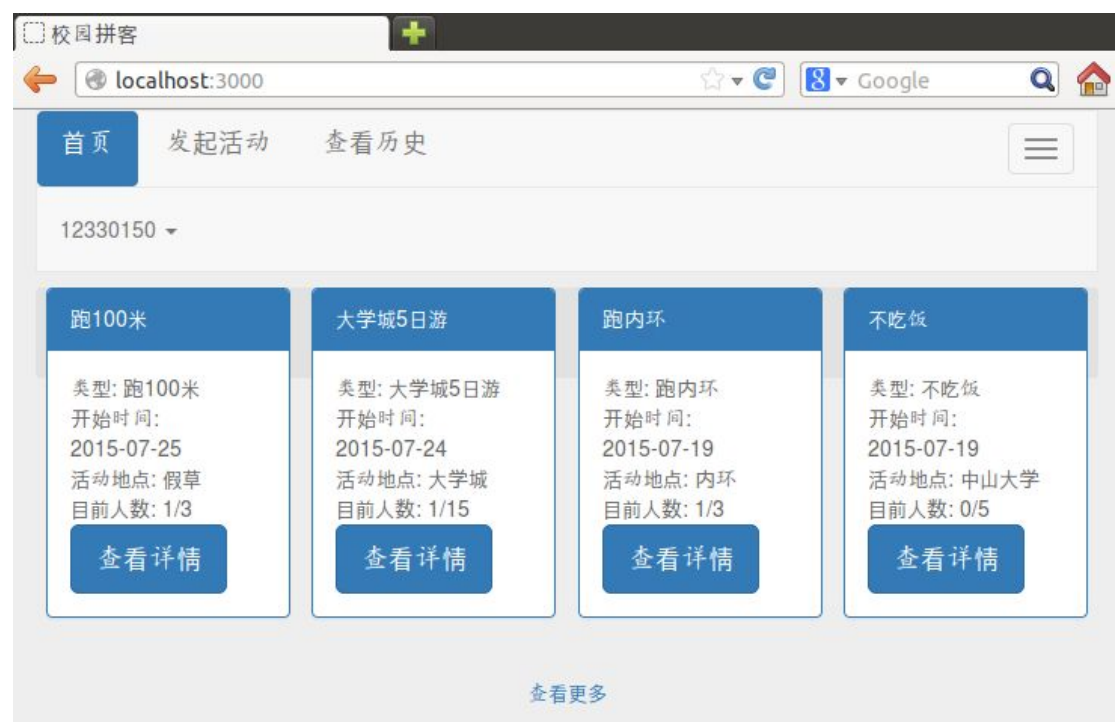 校园拼客
localhost:3000
8 Google
首页 发起活动 查看历史
12330150
跑100米
类型: 跑100米
开始时间:
2015-07-25
活动地点: 假草
目前人数: 1/3
查看详情
大学城5日游
类型: 大学城5日游
开始时间:
2015-07-24
活动地点: 大学城
目前人数: 1/15
查看详情
跑内环
类型: 跑内环
开始时间:
2015-07-19
活动地点: 内环
目前人数: 1/3
查看详情
不吃饭
类型: 不吃饭
开始时间:
2015-07-19
活动地点: 中山大学
目前人数: 0/5
查看详情
查看更多